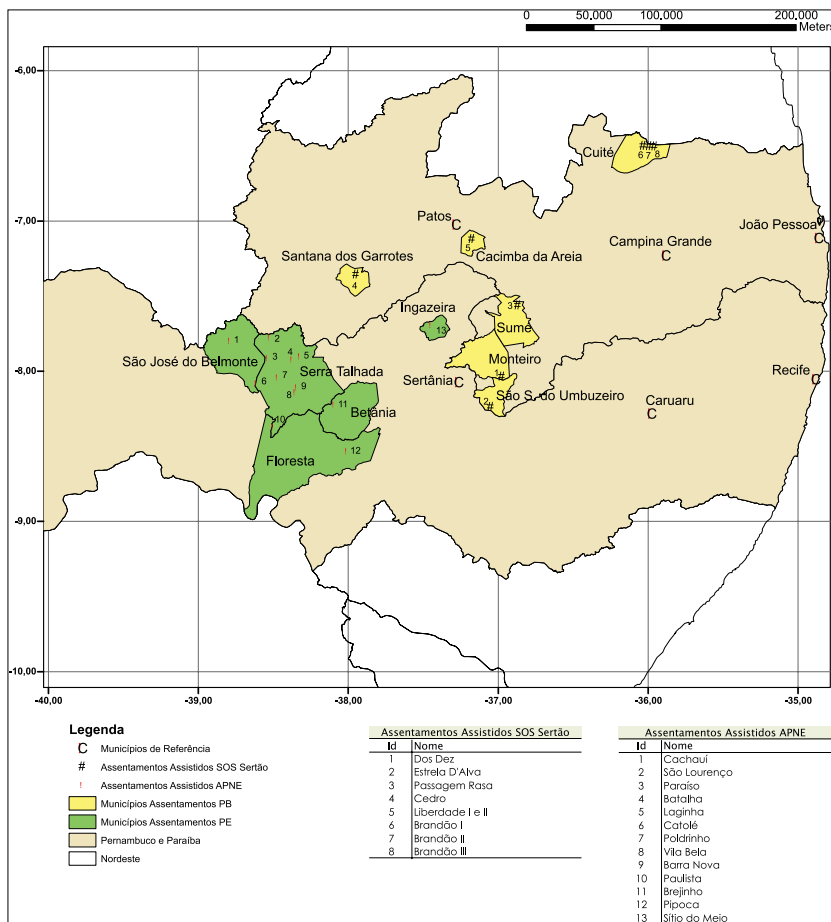 0 50,000 100,000 200,000
Meters
-6,00
-7,00
-8,00
-9,00
-10,00
-40,00 -39,00 -38,00 -37,00 -36,00 -35,00
Cuité
6 7 8
Patos
João Pessoa
5
Cacimba da Areia
Campina Grande
Santana dos Garrotes
4
Ingazeira
13
3
Sumé
São José do Belmonte
1
2
3
4
5
6
7
8
9
Serra Talhada
Monteiro
1
Sertânia
São S. do Umbuzeiro
2
Recife
Caruaru
11
Betânia
10
Floresta
12
Legenda
C Municípios de Referência
# Assentamentos Assistidos SOS Sertão
! Assentamentos Assistidos APNE
Municípios Assentamentos PB
Municípios Assentamentos PE
Pernambuco e Paraíba
Nordeste
Assentamentos Assistidos SOS Sertão
Id Nome
1 Dos Dez
2 Estrela D'Alva
3 Passagem Rasa
4 Cedro
5 Liberdade I e II
6 Brandão I
7 Brandão II
8 Brandão III
Assentamentos Assistidos APNE
Id Nome
1 Cachauí
2 São Lourenço
3 Paraíso
4 Batalha
5 Laginha
6 Catolé
7 Poldrinho
8 Vila Bela
9 Barra Nova
10 Paulista
11 Brejinho
12 Pipoca
13 Sítio do Meio